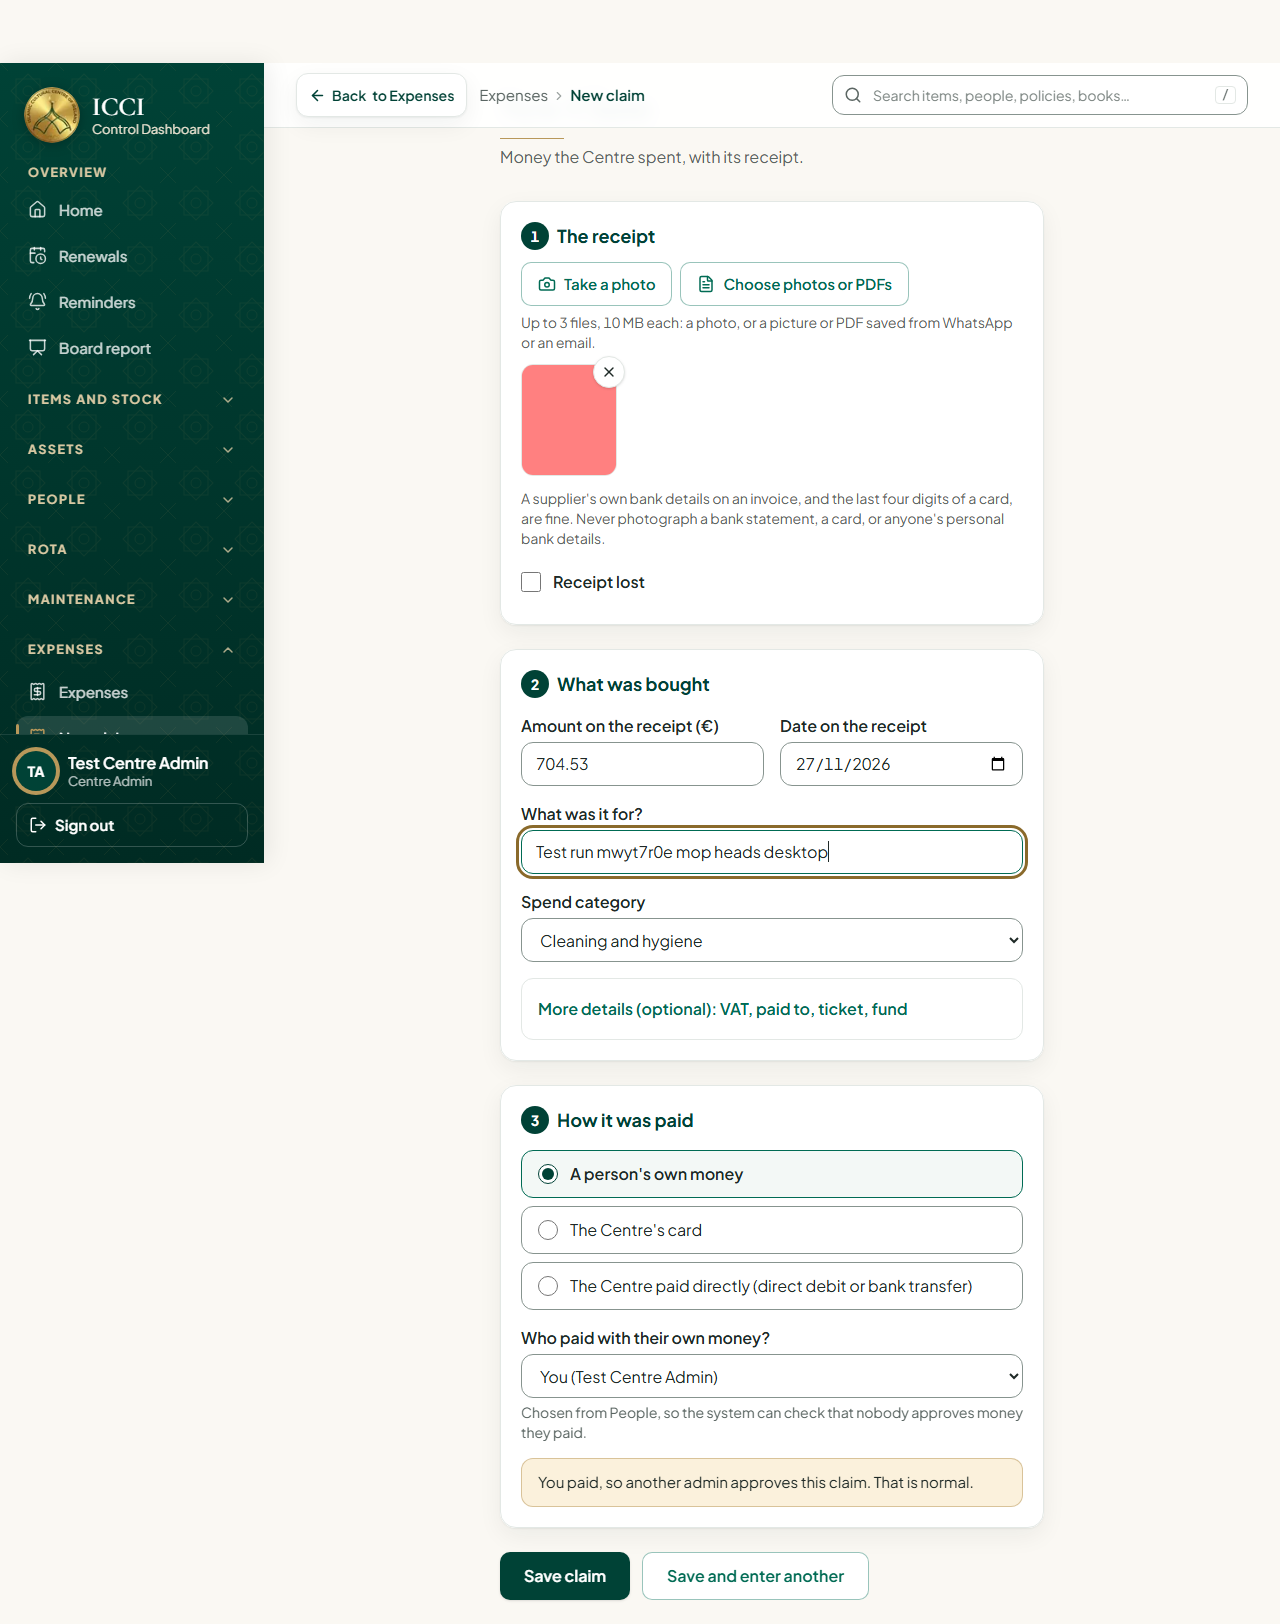 ICCI
Control Dashboard
OVERVIEW
Home
Renewals
Reminders
Board report
ITEMS AND STOCK
ASSETS
PEOPLE
ROTA
MAINTENANCE
EXPENSES
Expenses
TA
Test Centre Admin
Centre Admin
Sign out
Back to Expenses
Expenses > New claim
Search items, people, policies, books...
/
Money the Centre spent, with its receipt.
1 The receipt
Take a photo
Choose photos or PDFs
Up to 3 files, 10 MB each: a photo, or a picture or PDF saved from WhatsApp
or an email.
A supplier's own bank details on an invoice, and the last four digits of a card,
are fine. Never photograph a bank statement, a card, or anyone's personal
bank details.
Receipt lost
2 What was bought
Amount on the receipt (€)
Date on the receipt
704.53
27/11/2026
What was it for?
Test run mwyt7r0e mop heads desktop
Spend category
Cleaning and hygiene
More details (optional): VAT, paid to, ticket, fund
3 How it was paid
A person's own money
The Centre's card
The Centre paid directly (direct debit or bank transfer)
Who paid with their own money?
You (Test Centre Admin)
Chosen from People, so the system can check that nobody approves money
they paid.
You paid, so another admin approves this claim. That is normal.
Save claim
Save and enter another